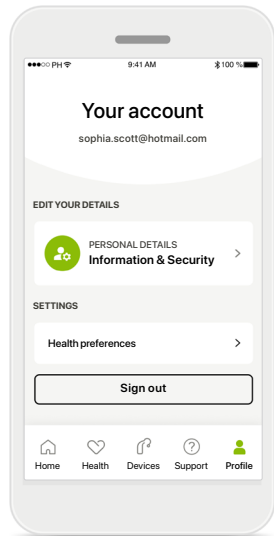 ●●●○○ PH 9:41 AM 100 %
Your account
sophia.scott@hotmail.com
EDIT YOUR DETAILS
PERSONAL DETAILS
Information & Security
SETTINGS
Health preferences
Sign out
Home Health Devices Support Profile